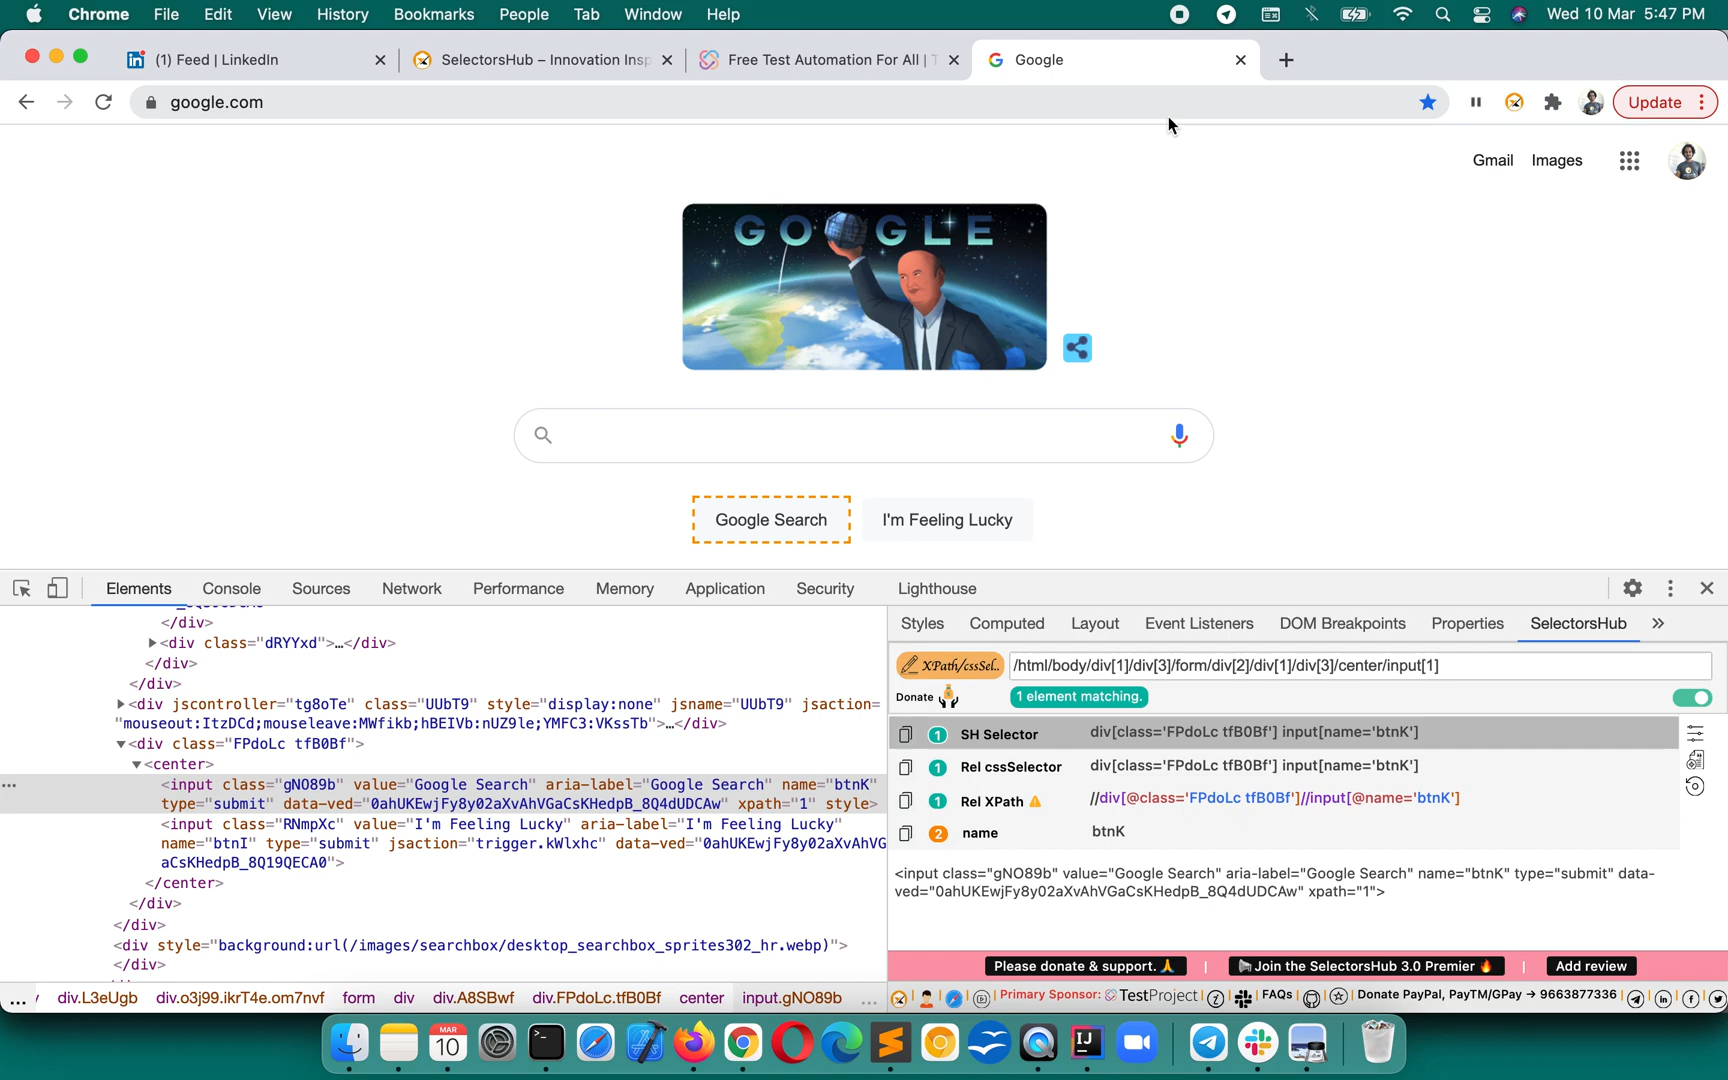 Chrome File Edit View History Bookmarks People Tab Window Help Wed 10 Mar 5:47 PM
(1) Feed | LinkedIn SelectorsHub – Innovation Insp Free Test Automation For All | T Google
google.com Update
Gmail Images
GOOGLE
Google Search I'm Feeling Lucky
Elements Console Sources Network Performance Memory Application Security Lighthouse
</div>
▶<div class="dRYYxd">…</div>
</div>
</div>
▶<div jscontroller="tg8oTe" class="UUbT9" style="display:none" jsname="UUbT9" jsaction=
"mouseout:ItzDCd;mouseleave:MWfikb;hBEIVb:nUZ9le;YMFC3:VKssTb">…</div>
▼<div class="FPdoLc tfB0Bf">
▼<center>
<input class="gNO89b" value="Google Search" aria-label="Google Search" name="btnK"
type="submit" data-ved="0ahUKEwjFy8y02aXvAhVGaCsKHedpB_8Q4dUDCAw" xpath="1" style>
<input class="RNmpXc" value="I'm Feeling Lucky" aria-label="I'm Feeling Lucky"
name="btnI" type="submit" jsaction="trigger.kWlxhc" data-ved="0ahUKEwjFy8y02aXvAhVG
aCsKHedpB_8Q19QECA0">
</center>
</div>
</div>
<div style="background:url(/images/searchbox/desktop_searchbox_sprites302_hr.webp)">
</div>
… div.L3eUgb div.o3j99.ikrT4e.om7nvf form div div.A8SBwf div.FPdoLc.tfB0Bf center input.gNO89b …
Styles Computed Layout Event Listeners DOM Breakpoints Properties SelectorsHub »
XPath/cssSel.. /html/body/div[1]/div[3]/form/div[2]/div[1]/div[3]/center/input[1]
Donate 1 element matching.
1 SH Selector div[class='FPdoLc tfB0Bf'] input[name='btnK']
1 Rel cssSelector div[class='FPdoLc tfB0Bf'] input[name='btnK']
1 Rel XPath //div[@class='FPdoLc tfB0Bf']//input[@name='btnK']
2 name btnK
<input class="gNO89b" value="Google Search" aria-label="Google Search" name="btnK" type="submit" data-
ved="0ahUKEwjFy8y02aXvAhVGaCsKHedpB_8Q4dUDCAw" xpath="1">
Please donate & support. | Join the SelectorsHub 3.0 Premier | Add review
Primary Sponsor: TestProject FAQs Donate PayPal, PayTM/GPay → 9663877336
MAR
10
IJ